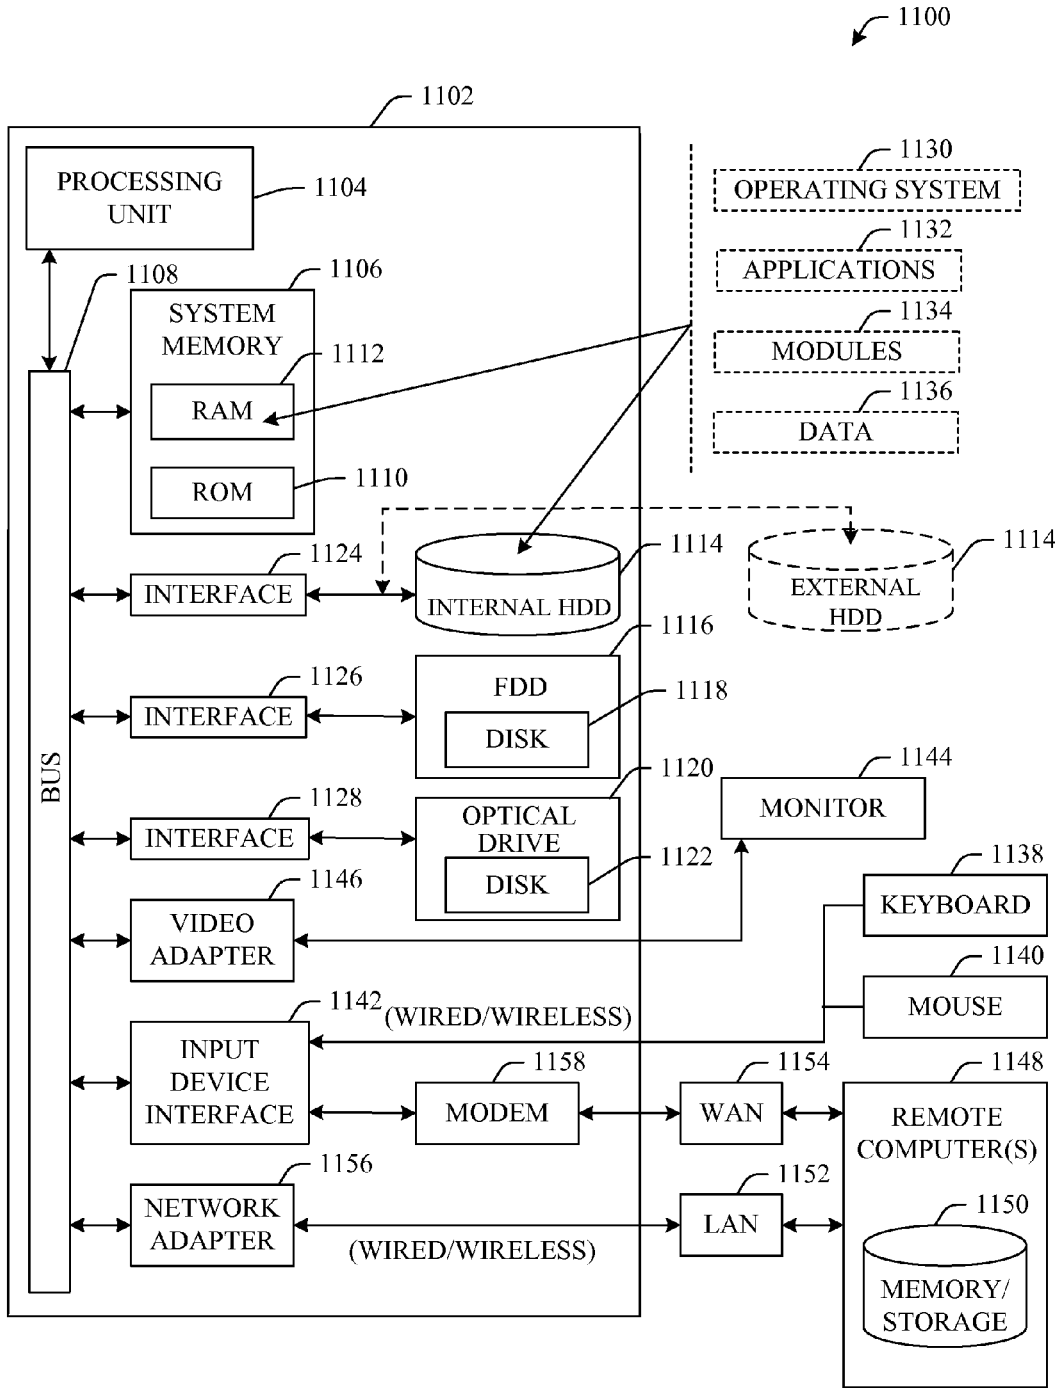 1100
1102
PROCESSING
UNIT
1104
1108
1106
SYSTEM
MEMORY
1112
RAM
1110
ROM
1130
OPERATING SYSTEM
1132
APPLICATIONS
1134
MODULES
1136
DATA
1124
INTERFACE
1114
INTERNAL HDD
1114
EXTERNAL
HDD
1126
INTERFACE
1116
FDD
1118
DISK
BUS
1128
INTERFACE
1120
OPTICAL
DRIVE
1122
DISK
1144
MONITOR
1146
VIDEO
ADAPTER
1138
KEYBOARD
1140
MOUSE
1142
(WIRED/WIRELESS)
INPUT
DEVICE
INTERFACE
1158
MODEM
1154
WAN
1148
REMOTE
COMPUTER(S)
1156
NETWORK
ADAPTER
(WIRED/WIRELESS)
1152
LAN
1150
MEMORY/
STORAGE